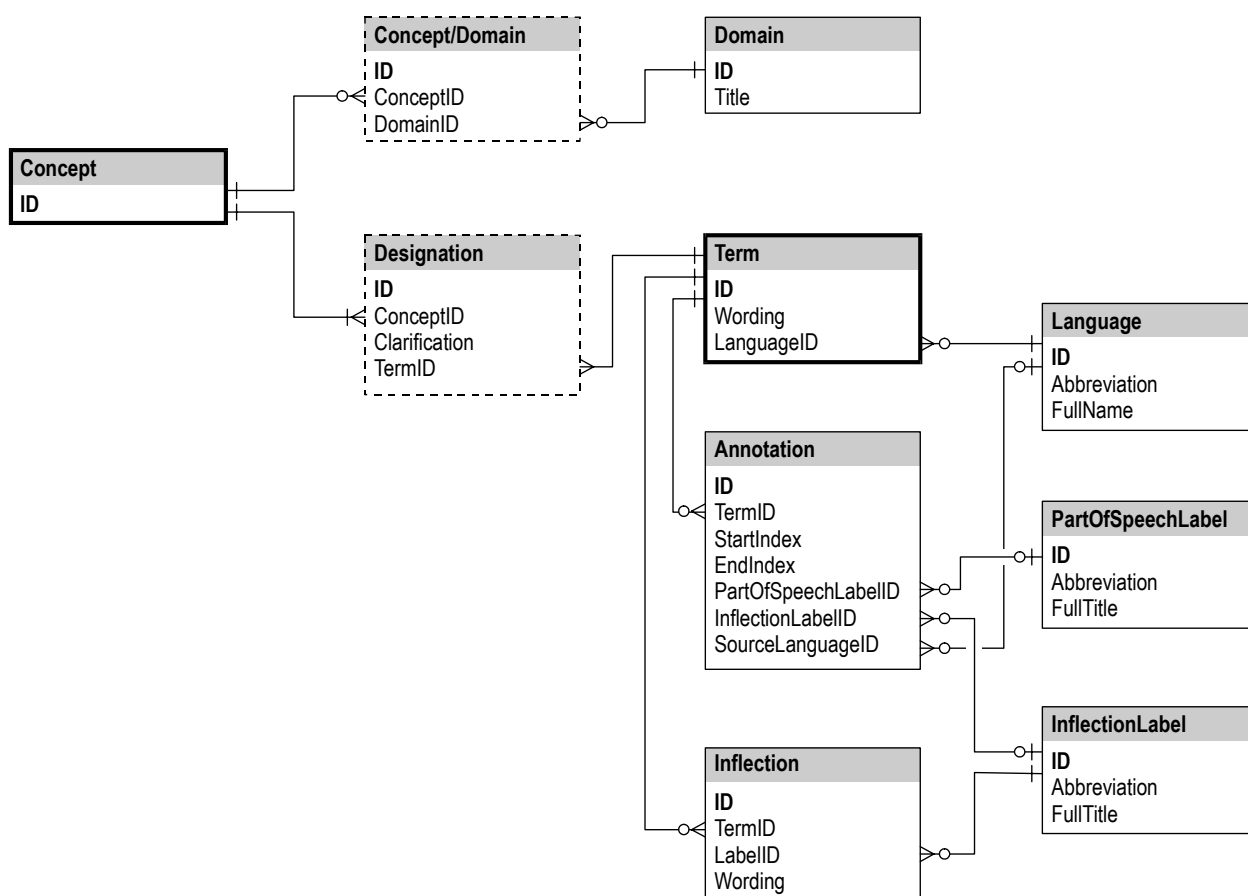 Concept/Domain
ID
ConceptID
DomainID
Domain
ID
Title
Concept
ID
Designation
ID
ConceptID
Clarification
TermID
Term
ID
Wording
LanguageID
Language
ID
Abbreviation
FullName
Annotation
ID
TermID
StartIndex
EndIndex
PartOfSpeechLabelID
InflectionLabelID
SourceLanguageID
PartOfSpeechLabel
ID
Abbreviation
FullTitle
InflectionLabel
ID
Abbreviation
FullTitle
Inflection
ID
TermID
LabelID
Wording